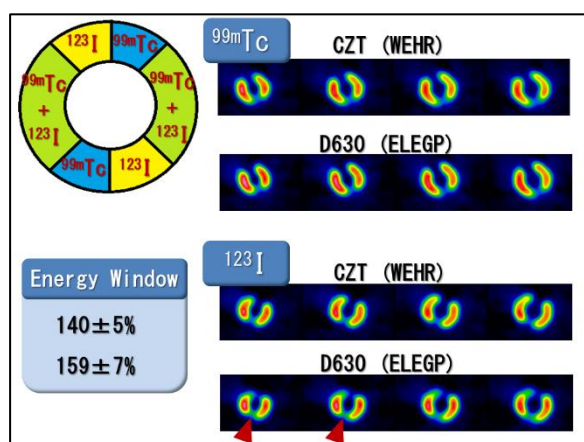 123I
99mTc
99mTc
+
123I
99mTc
+
123I
99mTc
123I
99mTc
CZT (WEHR)
D630 (ELEGP)
Energy Window
140±5%
159±7%
123I
CZT (WEHR)
D630 (ELEGP)